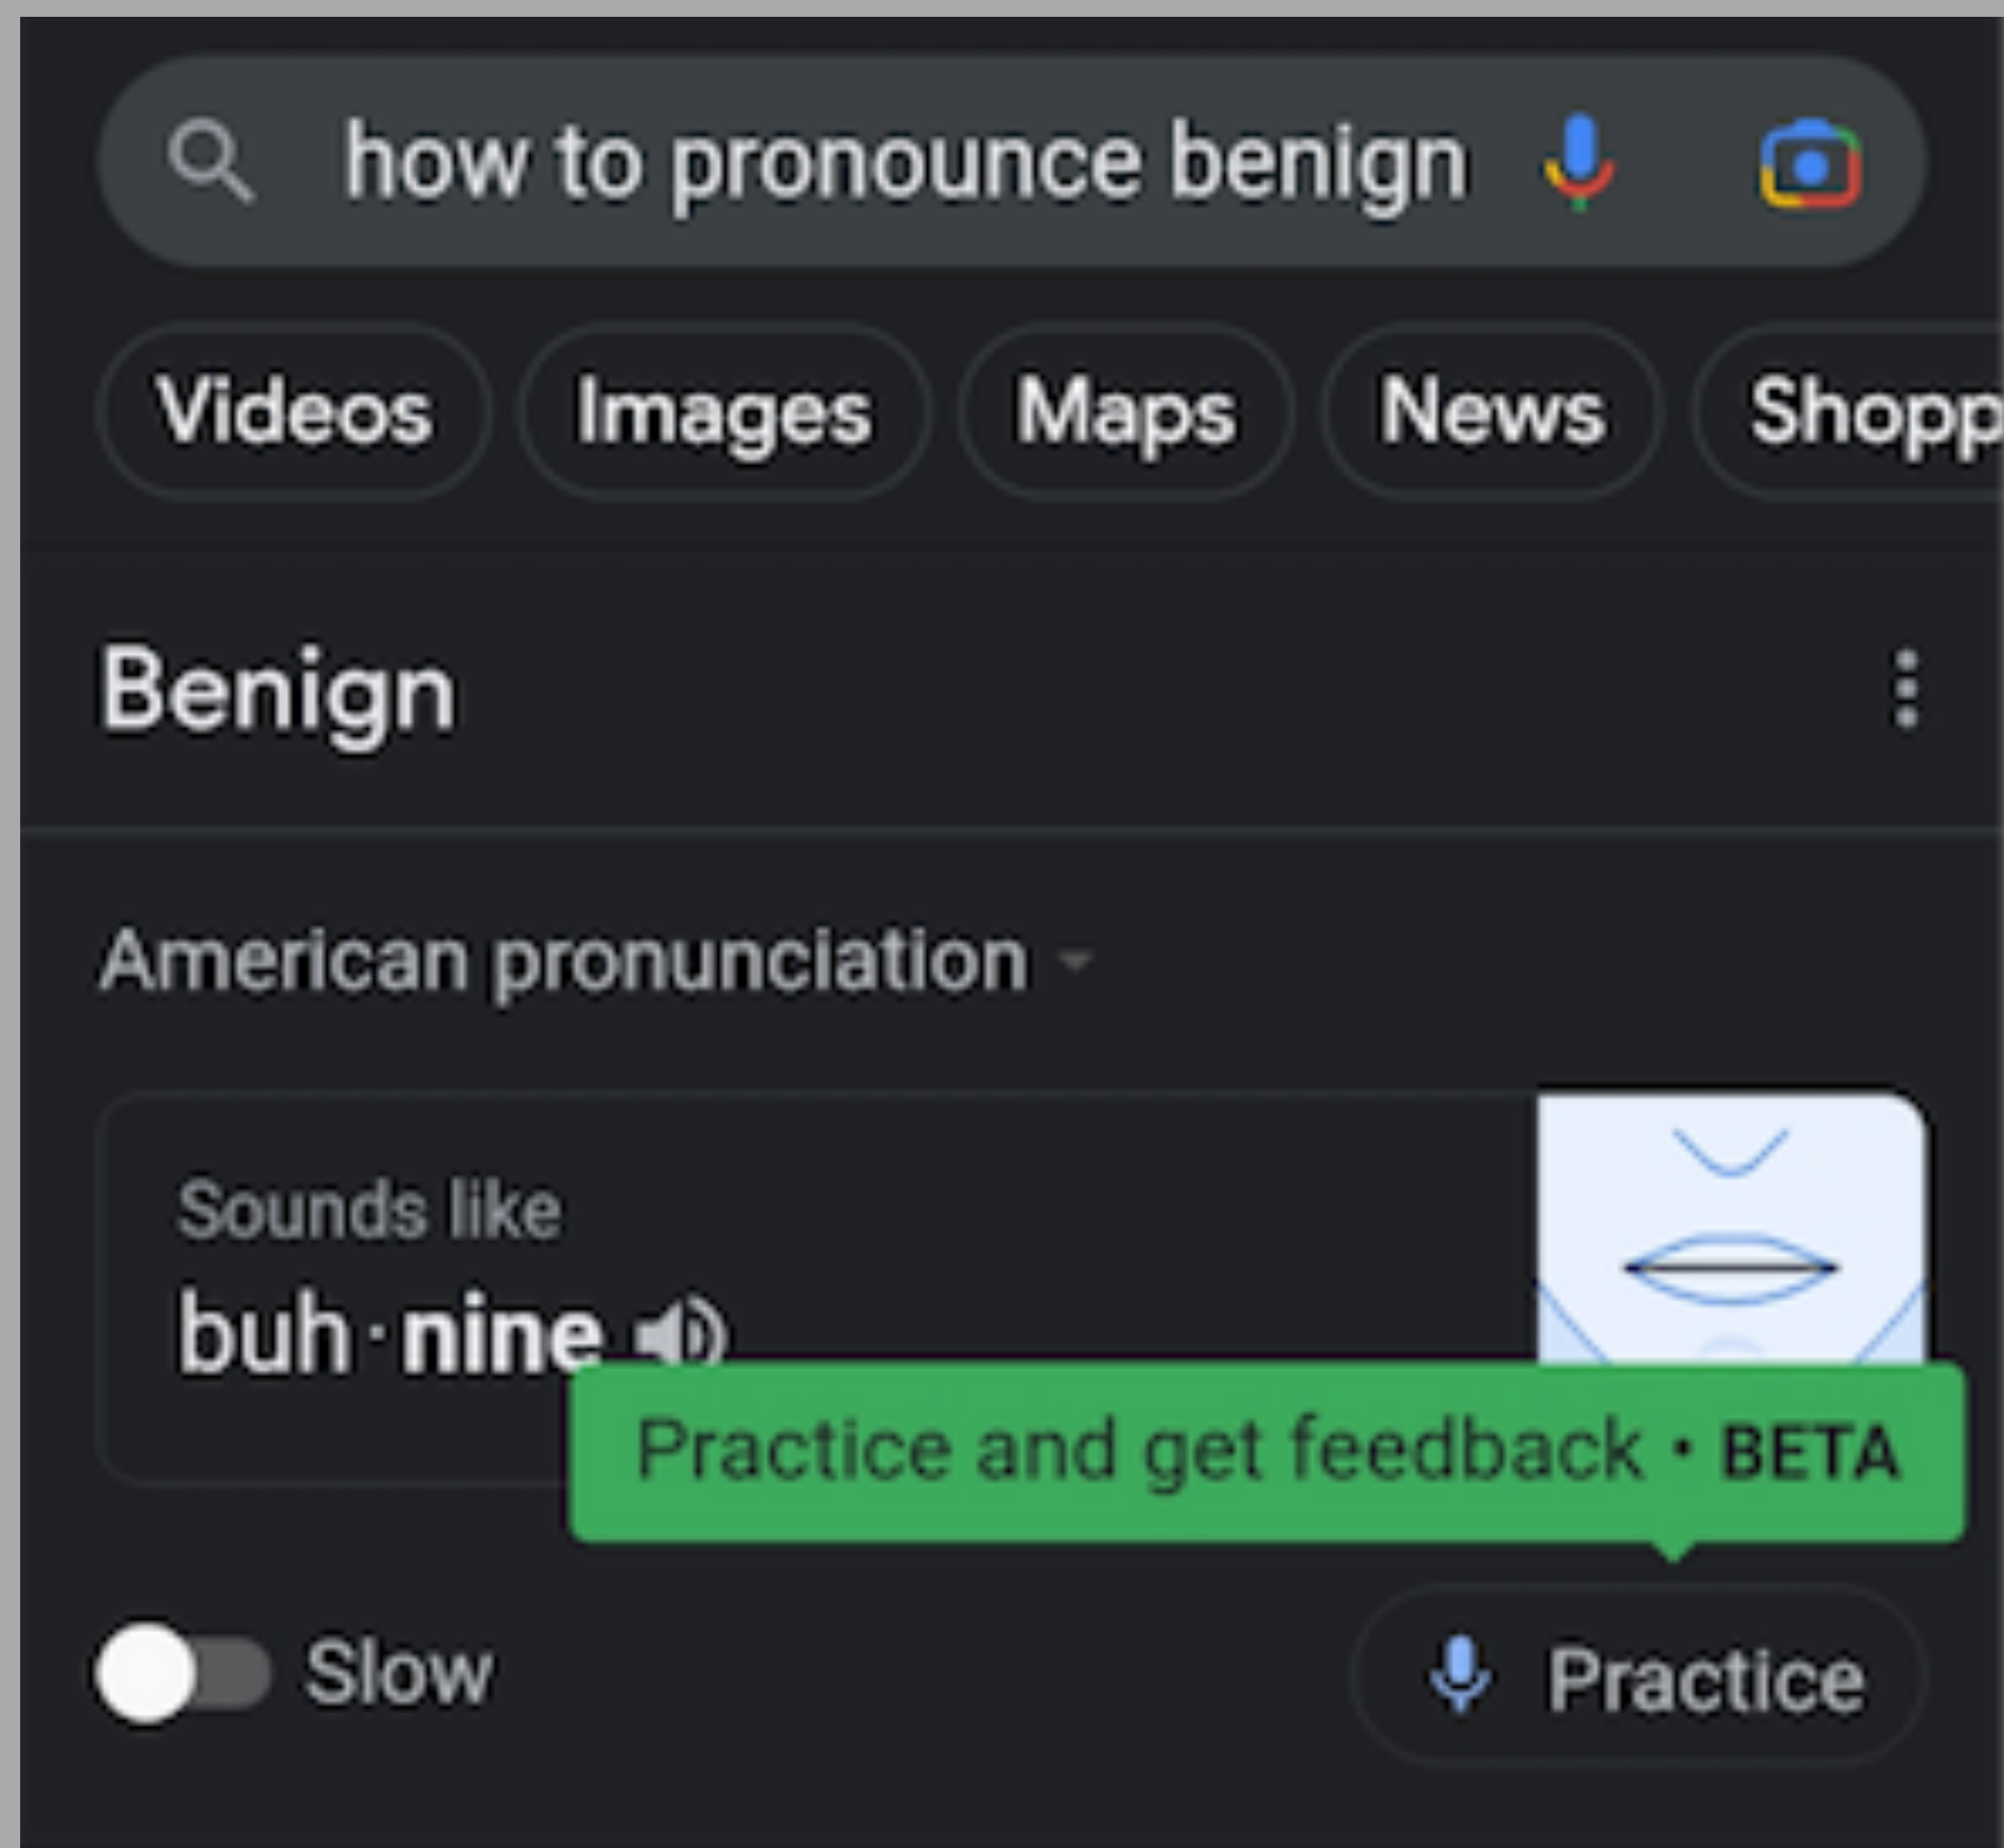 how to pronounce benign
Videos Images Maps News Shopp
Benign
American pronunciation
Sounds like
buh·nine
Practice and get feedback • BETA
Slow Practice